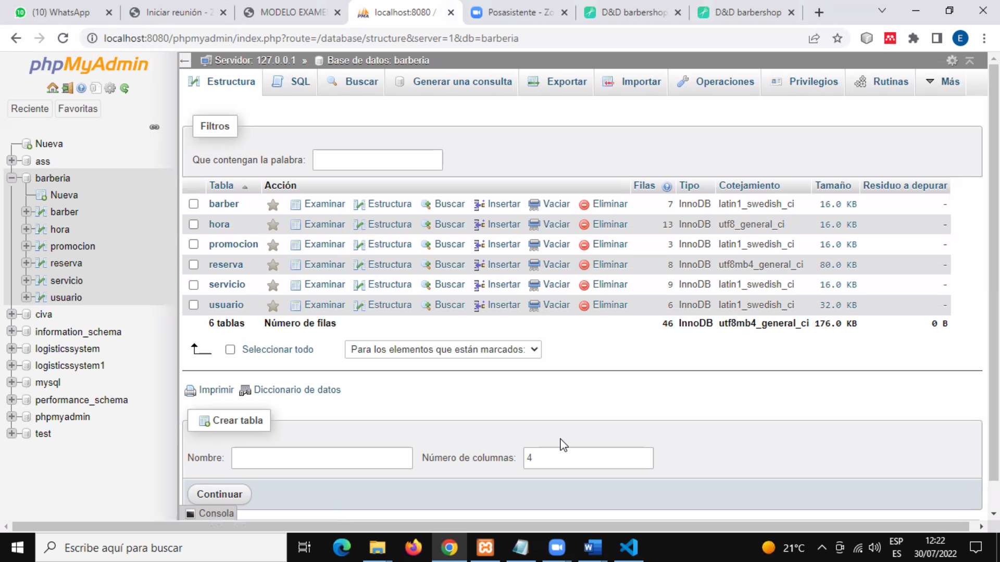 (10) WhatsApp
Iniciar reunión - Z
MODELO EXAME
localhost:8080 /
Posasistente - Zo
D&D barbershop
D&D barbershop
localhost:8080/phpmyadmin/index.php?route=/database/structure&server=1&db=barberia
E
phpMyAdmin
Reciente Favoritas
Nueva
ass
barberia
Nueva
barber
hora
promocion
reserva
servicio
usuario
civa
information_schema
logisticssystem
logisticssystem1
mysql
performance_schema
phpmyadmin
test
Servidor: 127.0.0.1 » Base de datos: barberia
Estructura SQL Buscar Generar una consulta Exportar Importar Operaciones Privilegios Rutinas Más
Filtros
Que contengan la palabra:
Tabla Acción Filas Tipo Cotejamiento Tamaño Residuo a depurar
barber Examinar Estructura Buscar Insertar Vaciar Eliminar 7 InnoDB latin1_swedish_ci 16.0 KB -
hora Examinar Estructura Buscar Insertar Vaciar Eliminar 13 InnoDB utf8_general_ci 16.0 KB -
promocion Examinar Estructura Buscar Insertar Vaciar Eliminar 3 InnoDB latin1_swedish_ci 16.0 KB -
reserva Examinar Estructura Buscar Insertar Vaciar Eliminar 8 InnoDB utf8mb4_general_ci 80.0 KB -
servicio Examinar Estructura Buscar Insertar Vaciar Eliminar 9 InnoDB latin1_swedish_ci 16.0 KB -
usuario Examinar Estructura Buscar Insertar Vaciar Eliminar 6 InnoDB latin1_swedish_ci 32.0 KB -
6 tablas Número de filas 46 InnoDB utf8mb4_general_ci 176.0 KB 0 B
Seleccionar todo Para los elementos que están marcados:
Imprimir Diccionario de datos
Crear tabla
Nombre: Número de columnas: 4
Continuar
Consola
Escribe aquí para buscar
21°C
ESP
ES
12:22
30/07/2022